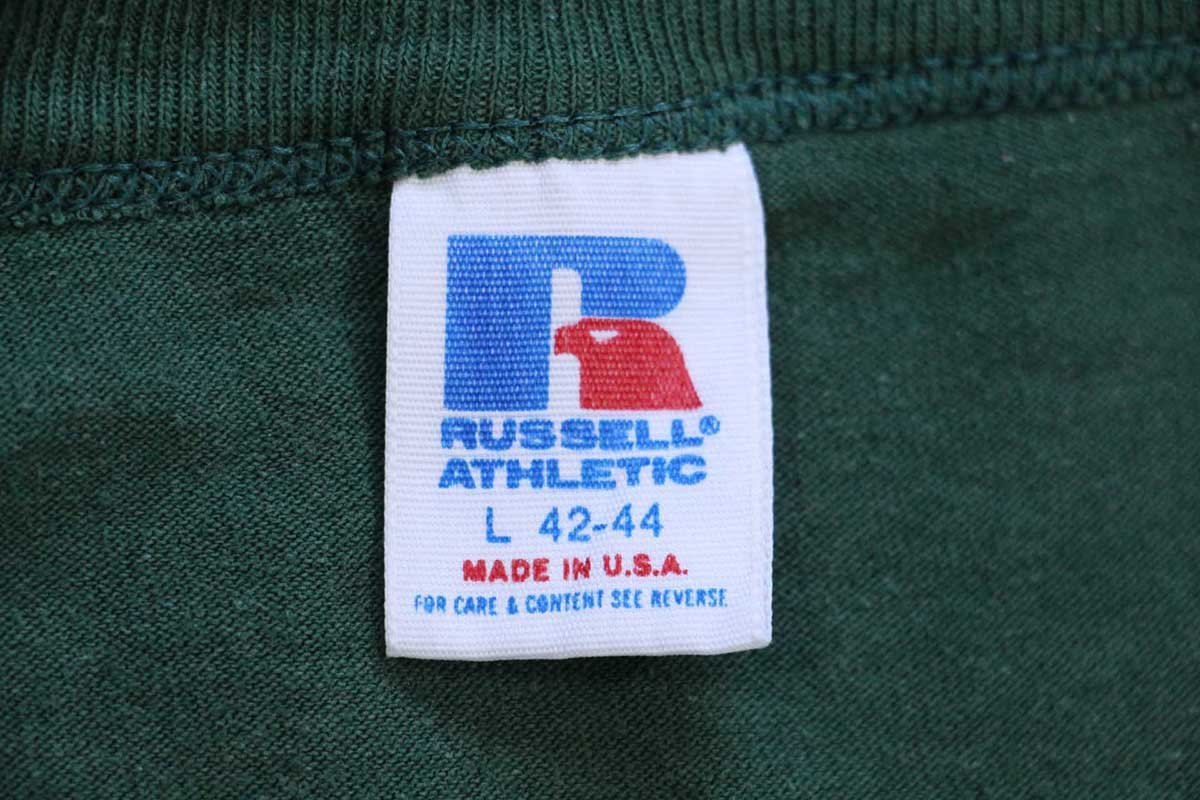 R
RUSSELL®
ATHLETIC
L 42-44
MADE IN U.S.A.
FOR CARE & CONTENT SEE REVERSE